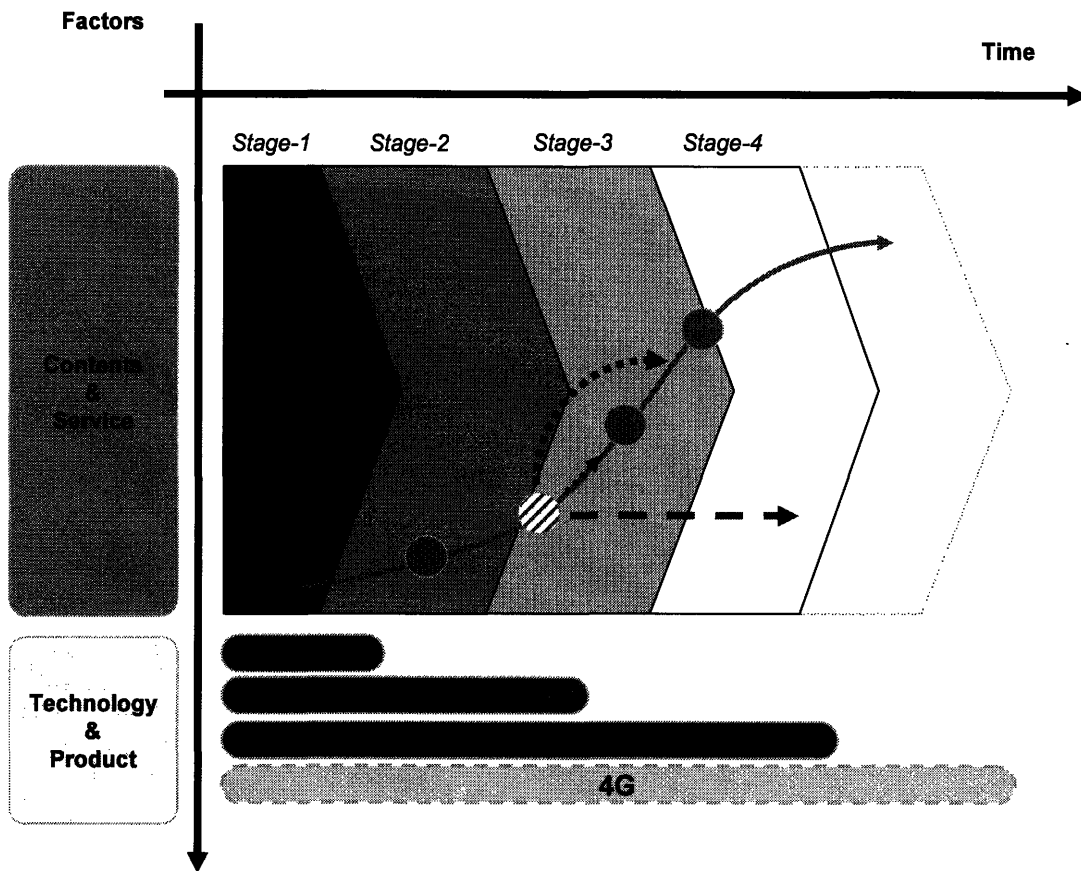 Factors
Time
Stage-1
Stage-2
Stage-3
Stage-4
Contents
&
Service
Technology
&
Product
4G